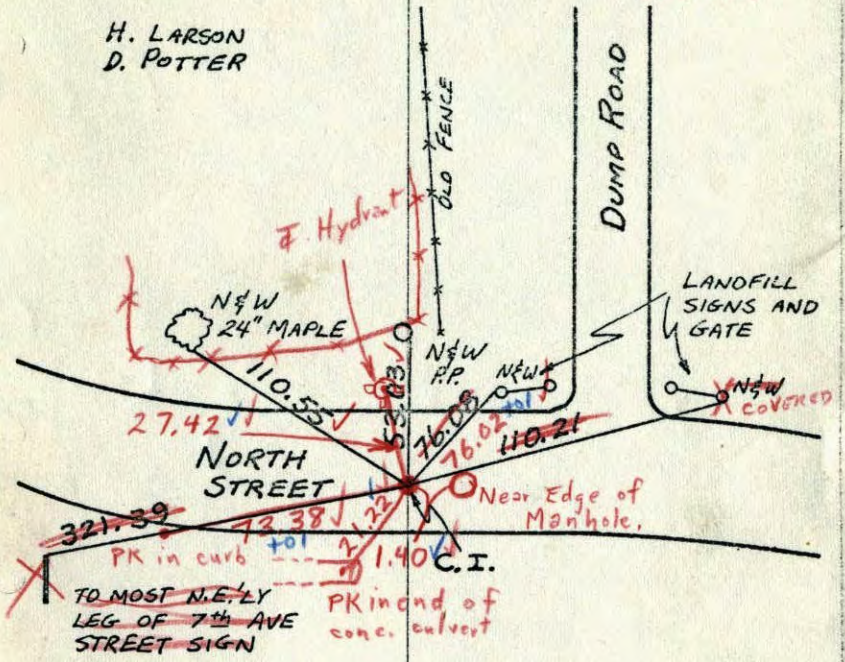 H. LARSON
D. POTTER
OLD FENCE
DUMP ROAD
₵. Hydrant
LANDFILL
SIGNS AND
GATE
N&W
24" MAPLE
N&W
P.P.
N&W
N&W
COVERED
110.55
53.03
76.08
76.02
+01
110.21
27.42
NORTH
STREET
Near Edge of
Manhole.
321.39
73.38
+01
21.22
1.40
C.I.
PK in curb
TO MOST N.E.'LY
LEG OF 7th AVE
STREET SIGN
PK in end of
conc. culvert